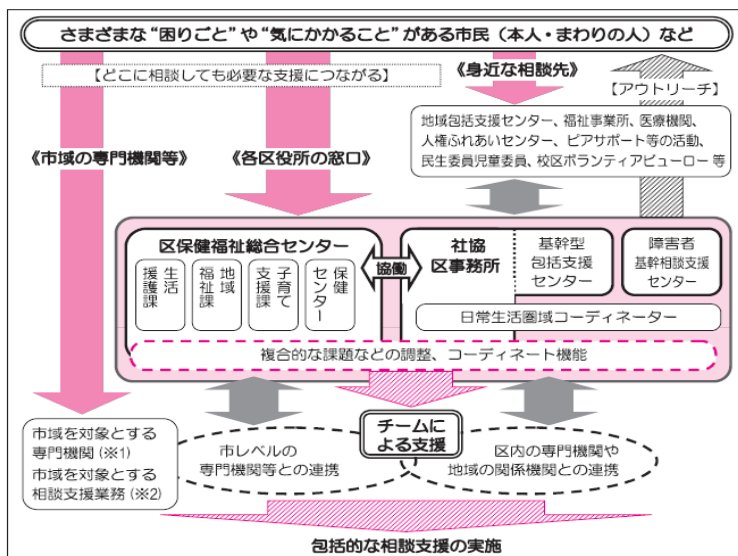 さまざまな“困りごと”や“気にかかること”がある市民（本人・まわりの人）など
【どこに相談しても必要な支援につながる】
《身近な相談先》
【アウトリーチ】
地域包括支援センター、福祉事業所、医療機関、
人権ふれあいセンター、ピアサポート等の活動、
民生委員児童委員、校区ボランティアビューロー 等
《市域の専門機関等》
《各区役所の窓口》
区保健福祉総合センター
生活
援護課
地域
福祉課
子育て
支援課
保健
センター
協働
社協
区事務所
基幹型
包括支援
センター
障害者
基幹相談支援
センター
日常生活圏域コーディネーター
複合的な課題などの調整、コーディネート機能
チームに
よる支援
市域を対象とする
専門機関(※1)
市域を対象とする
相談支援業務(※2)
市レベルの
専門機関等との連携
区内の専門機関や
地域の関係機関との連携
包括的な相談支援の実施